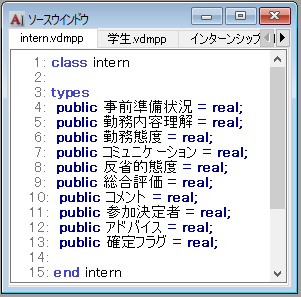 ソースウィンドウ
intern.vdmpp 学生.vdmpp インターンシップ
1: class intern
2:
3: types
4: public 事前準備状況 = real;
5: public 勤務内容理解 = real;
6: public 勤務態度 = real;
7: public コミュニケーション = real;
8: public 反省的態度 = real;
9: public 総合評価 = real;
10: public コメント = real;
11: public 参加決定者 = real;
12: public アドバイス = real;
13: public 確定フラグ = real;
14:
15: end intern